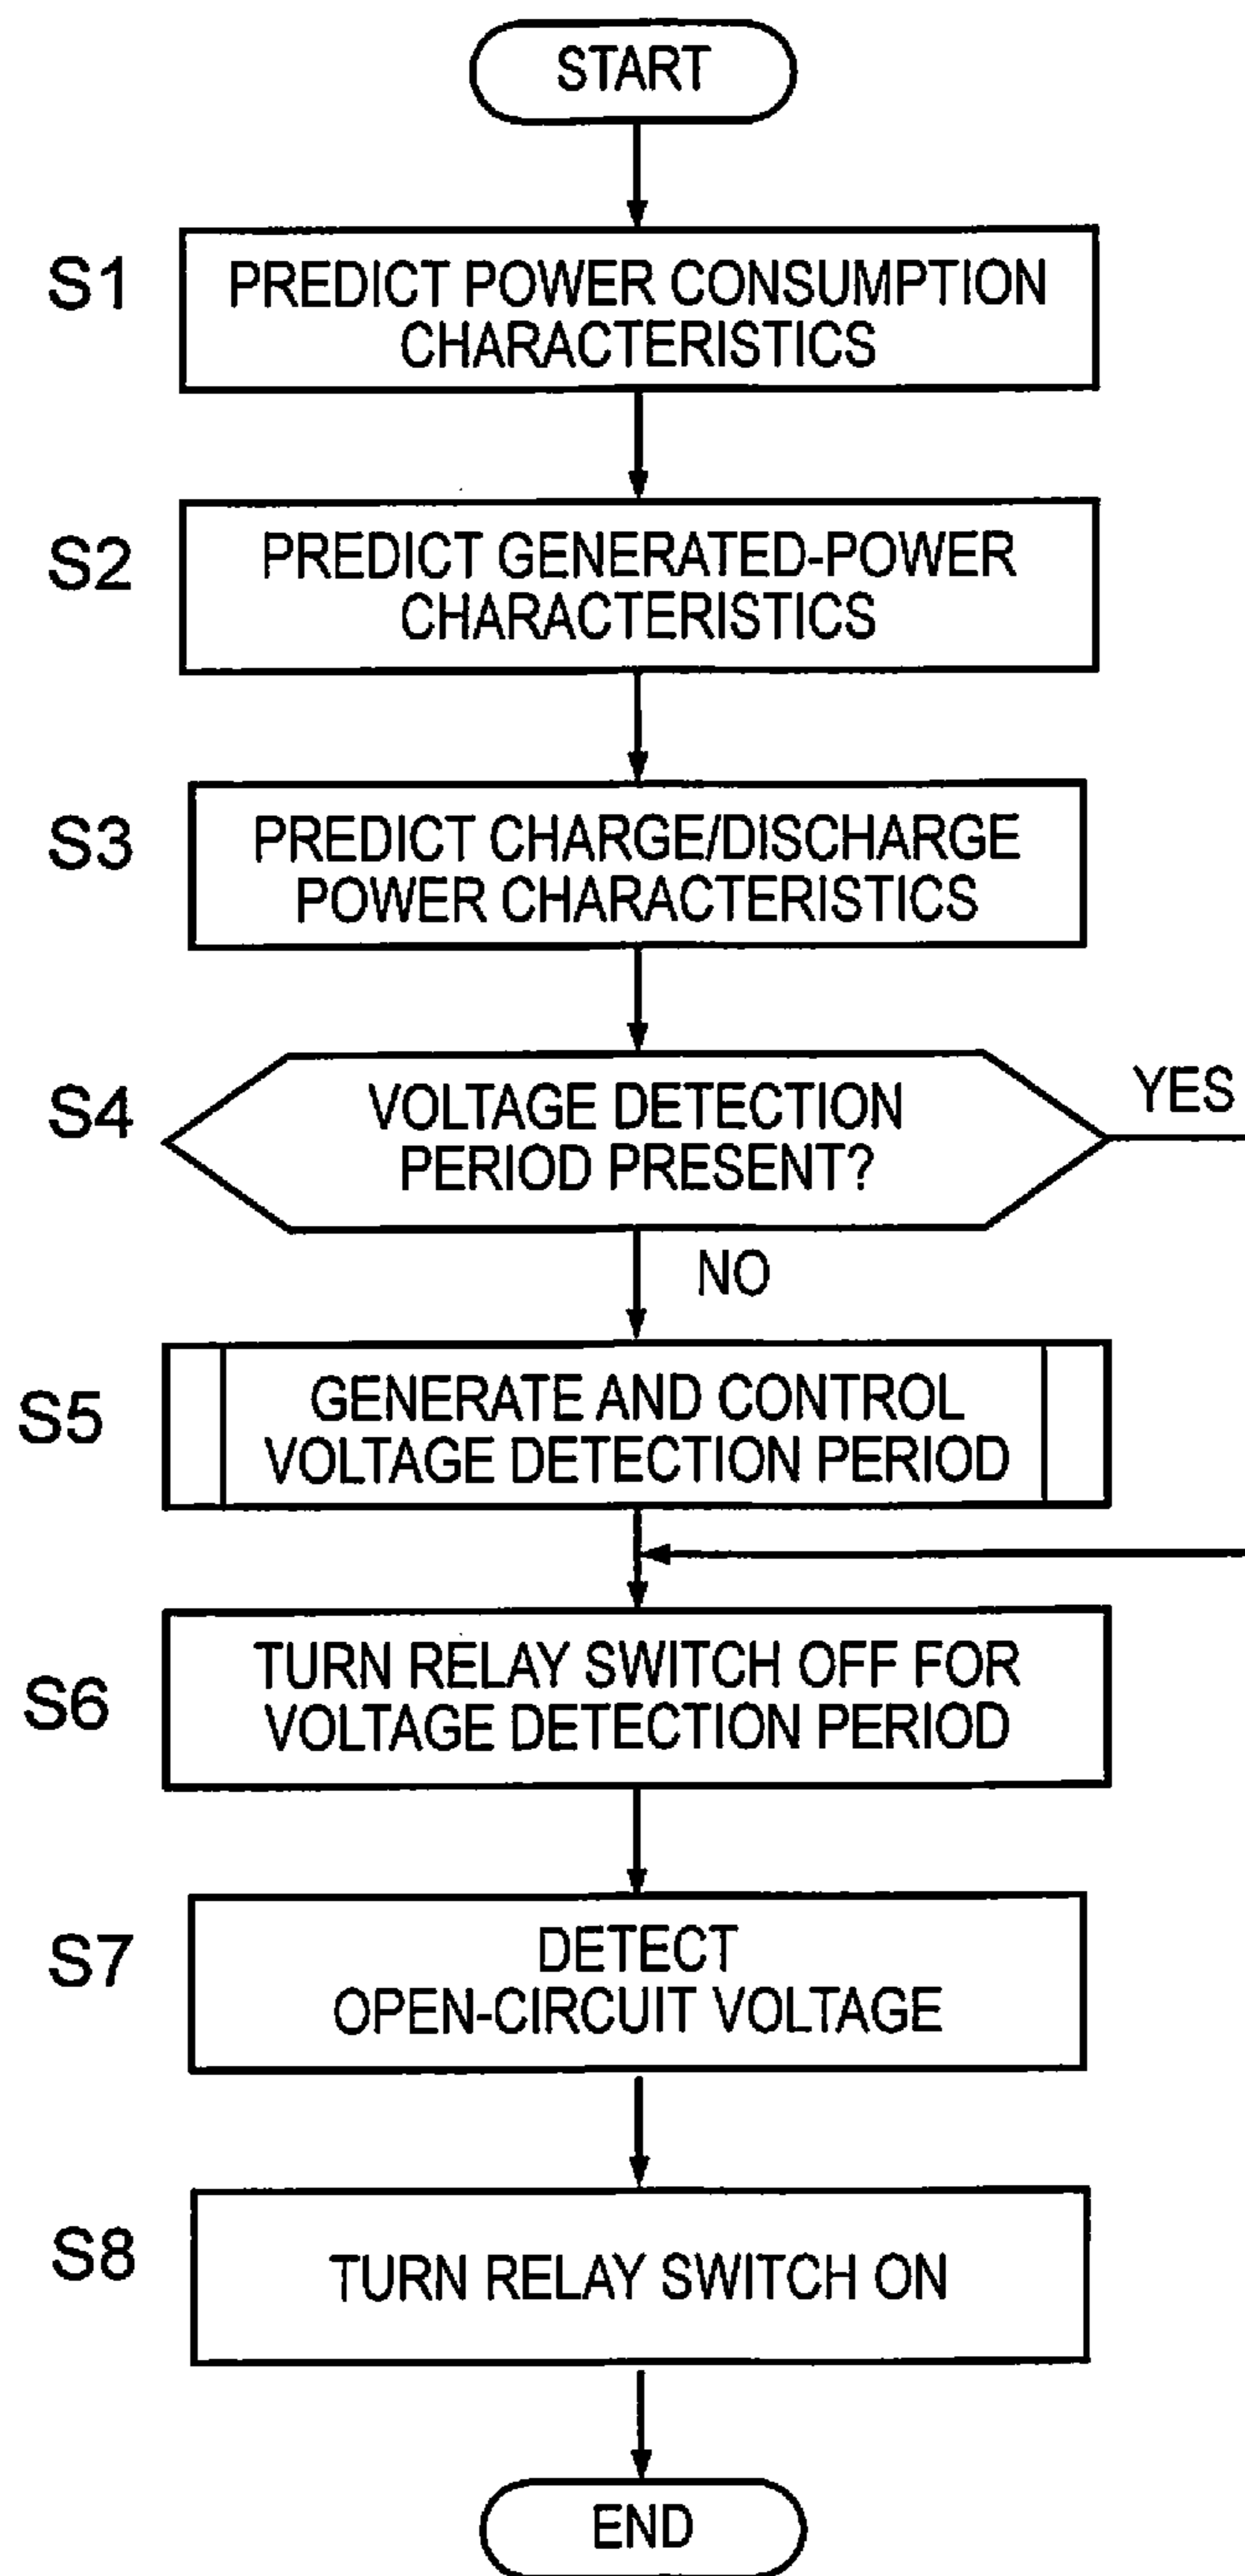 START
S1
PREDICT POWER CONSUMPTION
CHARACTERISTICS
S2
PREDICT GENERATED-POWER
CHARACTERISTICS
S3
PREDICT CHARGE/DISCHARGE
POWER CHARACTERISTICS
S4
VOLTAGE DETECTION
PERIOD PRESENT?
YES
NO
S5
GENERATE AND CONTROL
VOLTAGE DETECTION PERIOD
S6
TURN RELAY SWITCH OFF FOR
VOLTAGE DETECTION PERIOD
S7
DETECT
OPEN-CIRCUIT VOLTAGE
S8
TURN RELAY SWITCH ON
END